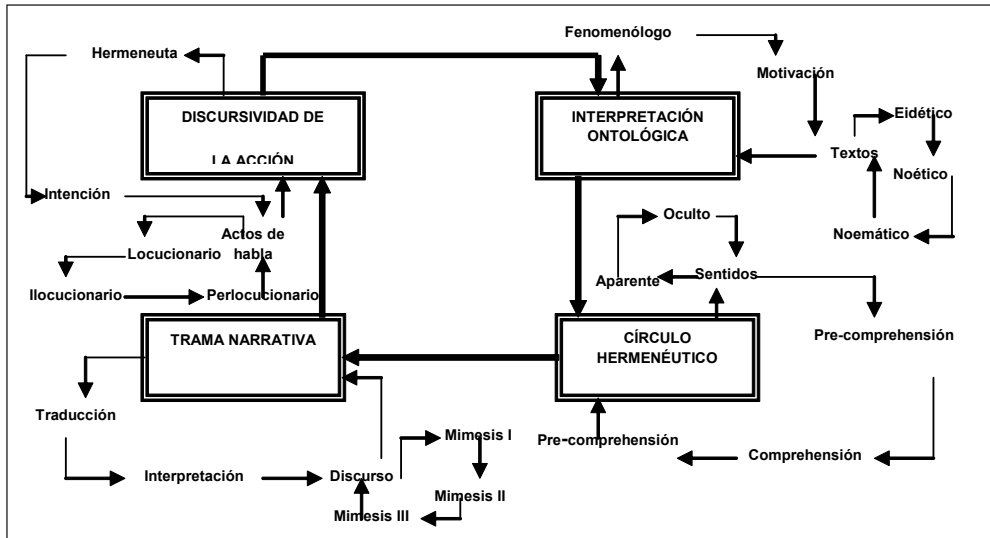 Hermeneuta
Fenomenólogo
Motivación
DISCURSIVIDAD DE
LA ACCIÓN
INTERPRETACIÓN
ONTOLÓGICA
Eidético
Textos
Noético
Noemático
Intención
Actos de
habla
Locucionario
Ilocucionario
Perlocucionario
Oculto
Aparente
Sentidos
Pre-comprehensión
TRAMA NARRATIVA
CÍRCULO
HERMENÉUTICO
Traducción
Interpretación
Discurso
Mimesis I
Mimesis II
Mimesis III
Pre-comprehensión
Comprehensión